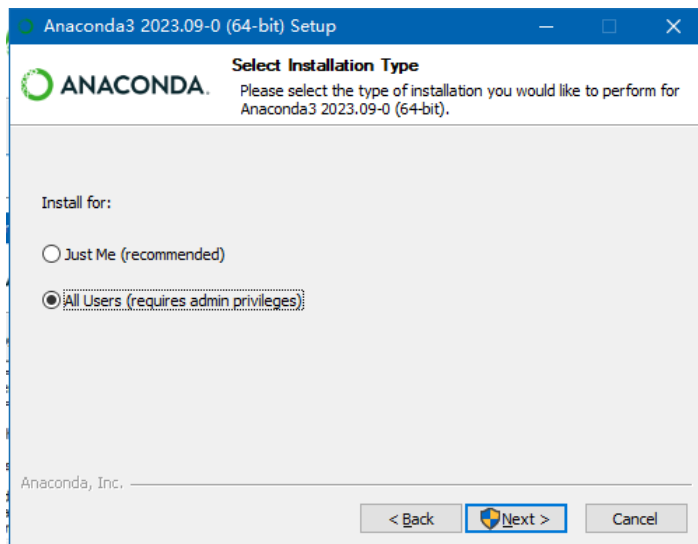 Anaconda3 2023.09-0 (64-bit) Setup
ANACONDA.
Select Installation Type
Please select the type of installation you would like to perform for
Anaconda3 2023.09-0 (64-bit).
Install for:
Just Me (recommended)
All Users (requires admin privileges)
Anaconda, Inc.
< Back
Next >
Cancel